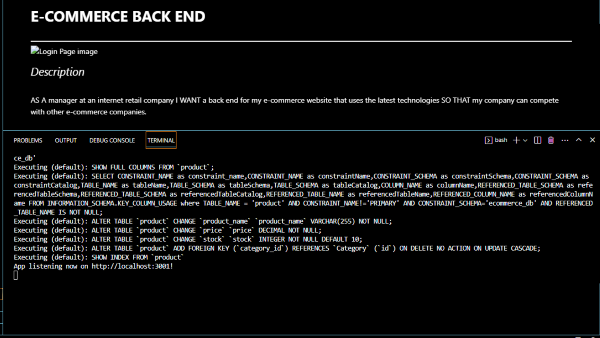 E-COMMERCE BACK END
Login Page image
Description
AS A manager at an internet retail company I WANT a back end for my e-commerce website that uses the latest technologies SO THAT my company can compete
with other e-commerce companies.
PROBLEMS OUTPUT DEBUG CONSOLE TERMINAL bash
ce_db'
Executing (default): SHOW FULL COLUMNS FROM `product`;
Executing (default): SELECT CONSTRAINT_NAME as constraint_name,CONSTRAINT_NAME as constraintName,CONSTRAINT_SCHEMA as constraintSchema,CONSTRAINT_SCHEMA as
constraintCatalog,TABLE_NAME as tableName,TABLE_SCHEMA as tableSchema,TABLE_SCHEMA as tableCatalog,COLUMN_NAME as columnName,REFERENCED_TABLE_SCHEMA as refe
rencedTableSchema,REFERENCED_TABLE_SCHEMA as referencedTableCatalog,REFERENCED_TABLE_NAME as referencedTableName,REFERENCED_COLUMN_NAME as referencedColumnN
ame FROM INFORMATION_SCHEMA.KEY_COLUMN_USAGE where TABLE_NAME = 'product' AND CONSTRAINT_NAME!='PRIMARY' AND CONSTRAINT_SCHEMA='ecommerce_db' AND REFERENCED
_TABLE_NAME IS NOT NULL;
Executing (default): ALTER TABLE `product` CHANGE `product_name` `product_name` VARCHAR(255) NOT NULL;
Executing (default): ALTER TABLE `product` CHANGE `price` `price` DECIMAL NOT NULL;
Executing (default): ALTER TABLE `product` CHANGE `stock` `stock` INTEGER NOT NULL DEFAULT 10;
Executing (default): ALTER TABLE `product` ADD FOREIGN KEY (`category_id`) REFERENCES `Category` (`id`) ON DELETE NO ACTION ON UPDATE CASCADE;
Executing (default): SHOW INDEX FROM `product`
App listening now on http://localhost:3001!